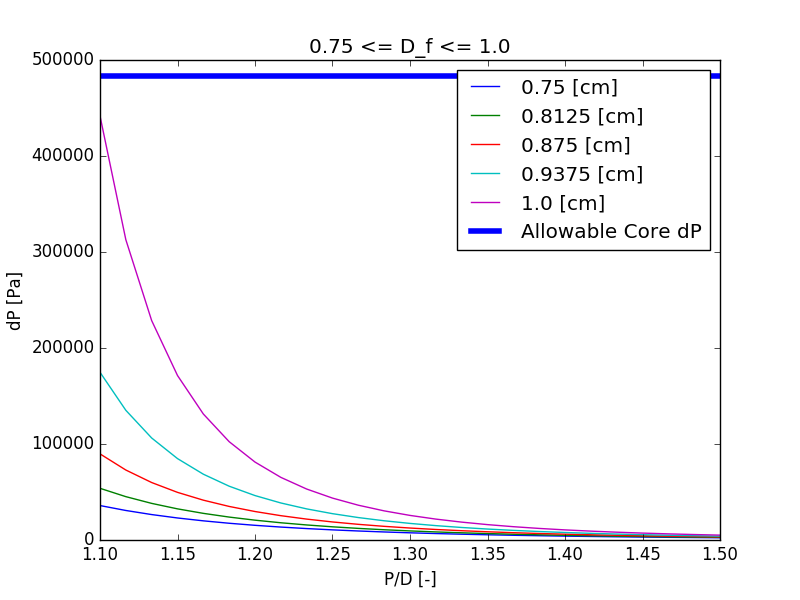 0.75 <= D_f <= 1.0
500000
400000
300000
200000
100000
0
dP [Pa]
0.75 [cm]
0.8125 [cm]
0.875 [cm]
0.9375 [cm]
1.0 [cm]
Allowable Core dP
1.10 1.15 1.20 1.25 1.30 1.35 1.40 1.45 1.50
P/D [-]